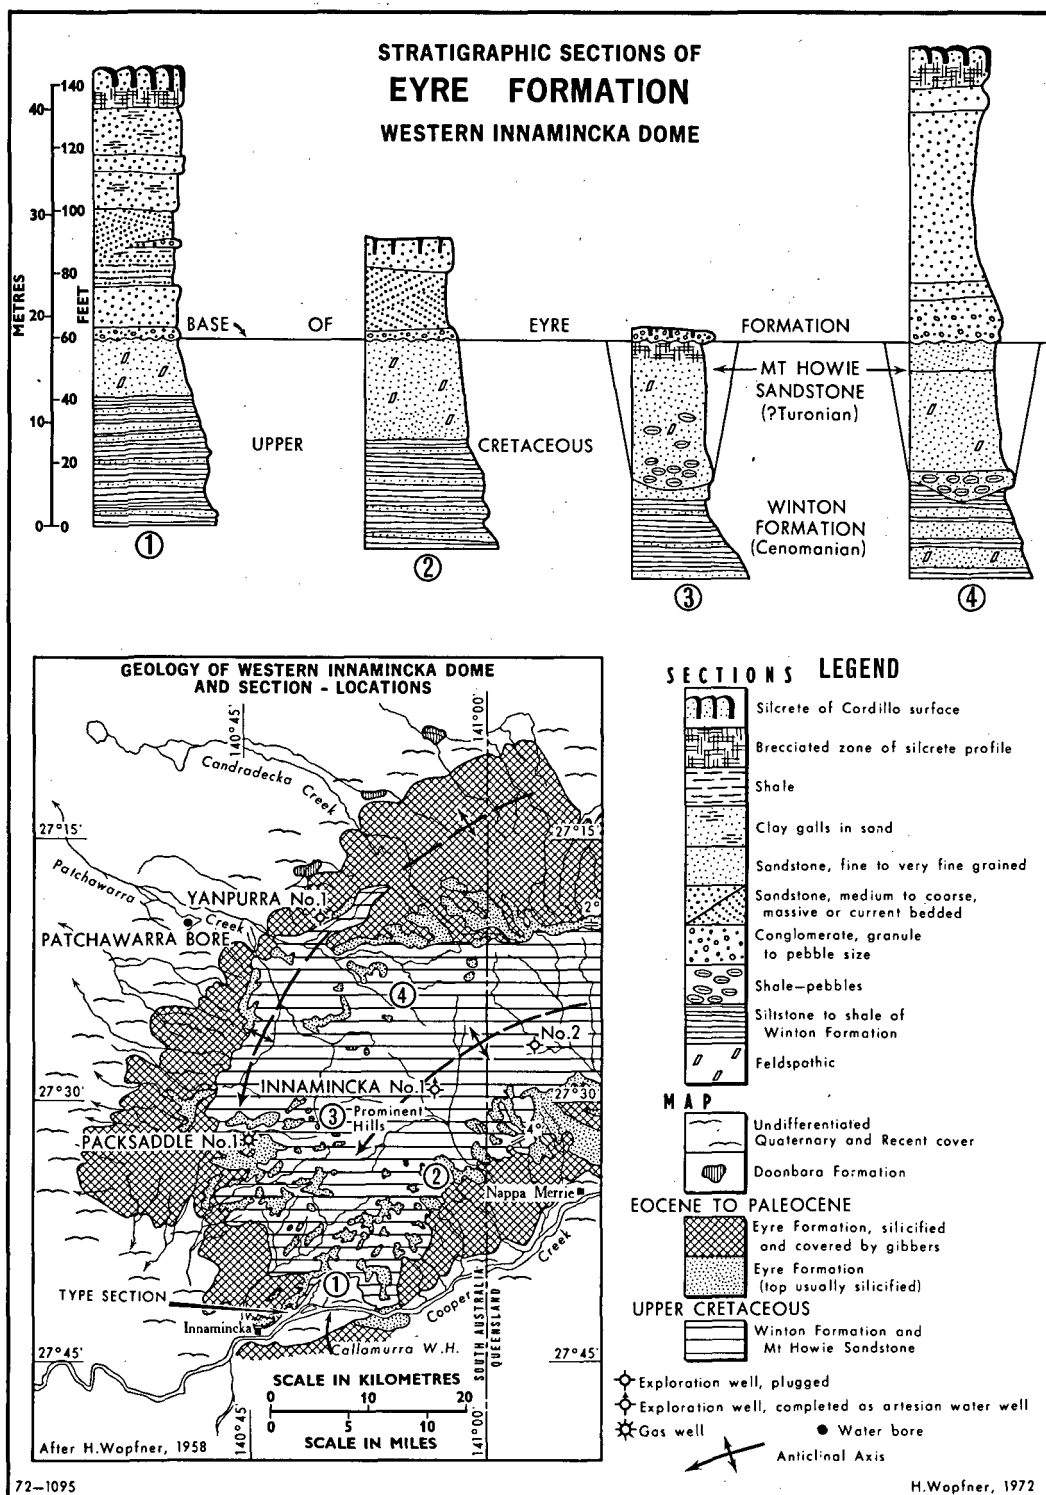 STRATIGRAPHIC SECTIONS OF
EYRE FORMATION
WESTERN INNAMINCKA DOME
METRES
FEET
40
30
20
10
0
140
120
100
80
60
40
20
0
BASE OF EYRE FORMATION
MT HOWIE
SANDSTONE
(?Turonian)
UPPER CRETACEOUS
WINTON
FORMATION
(Cenomanian)
1
2
3
4
GEOLOGY OF WESTERN INNAMINCKA DOME
AND SECTION - LOCATIONS
140°45'
141°00'
Candradecka Creek
27°15'
27°15'
Patchawarra Creek
YANPURRA No.1
2°
PATCHAWARRA BORE
4
No.2
INNAMINCKA No.1
27°30'
27°30'
3
Prominent
Hills
4°
PACKSADDLE No.1
2
Nappa Merrie
Cooper Creek
TYPE SECTION
1
Innamincka
Callamurra W.H.
SOUTH AUSTRALIA
QUEENSLAND
27°45'
27°45'
SCALE IN KILOMETRES
0 10 20
0 5 10
SCALE IN MILES
140°45'
141°00'
After H.Wopfner, 1958
SECTIONS LEGEND
Silcrete of Cordillo surface
Brecciated zone of silcrete profile
Shale
Clay galls in sand
Sandstone, fine to very fine grained
Sandstone, medium to coarse,
massive or current bedded
Conglomerate, granule
to pebble size
Shale-pebbles
Siltstone to shale of
Winton Formation
Feldspathic
MAP
Undifferentiated
Quaternary and Recent cover
Doonbara Formation
EOCENE TO PALEOCENE
Eyre Formation, silicified
and covered by gibbers
Eyre Formation
(top usually silicified)
UPPER CRETACEOUS
Winton Formation and
Mt Howie Sandstone
Exploration well, plugged
Exploration well, completed as artesian water well
Gas well
Water bore
Anticlinal Axis
72-1095
H.Wopfner, 1972